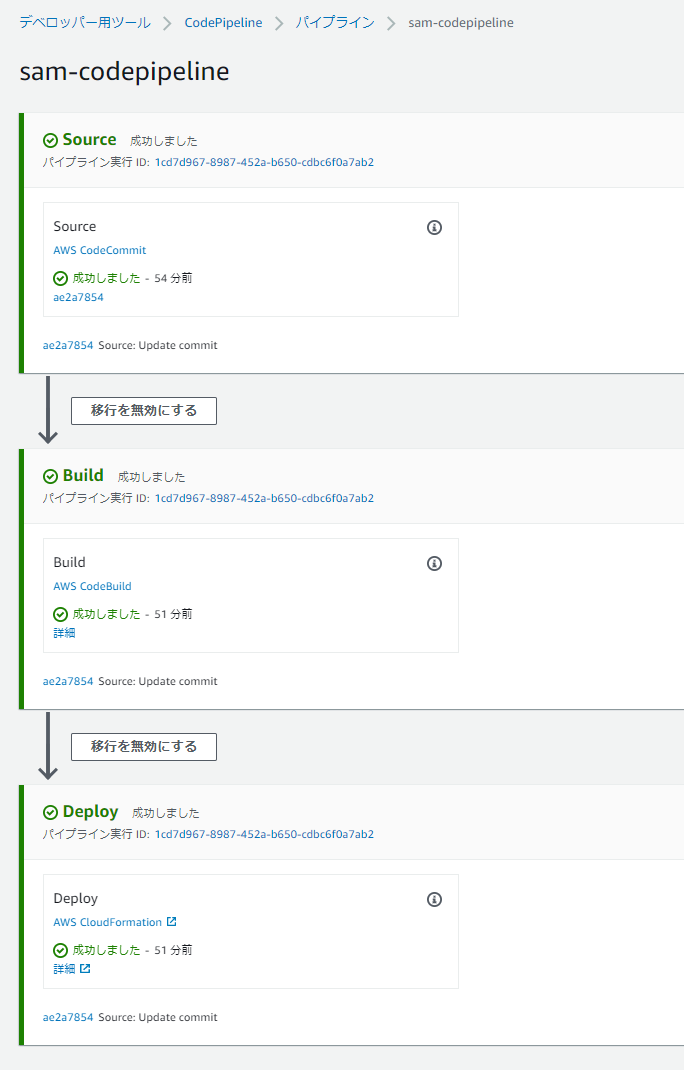 デベロッパー用ツール > CodePipeline > パイプライン > sam-codepipeline
sam-codepipeline
Source 成功しました
パイプライン実行 ID: 1cd7d967-8987-452a-b650-cdbc6f0a7ab2
Source
AWS CodeCommit
成功しました - 54 分前
ae2a7854
ae2a7854 Source: Update commit
移行を無効にする
Build 成功しました
パイプライン実行 ID: 1cd7d967-8987-452a-b650-cdbc6f0a7ab2
Build
AWS CodeBuild
成功しました - 51 分前
詳細
ae2a7854 Source: Update commit
移行を無効にする
Deploy 成功しました
パイプライン実行 ID: 1cd7d967-8987-452a-b650-cdbc6f0a7ab2
Deploy
AWS CloudFormation
成功しました - 51 分前
詳細
ae2a7854 Source: Update commit